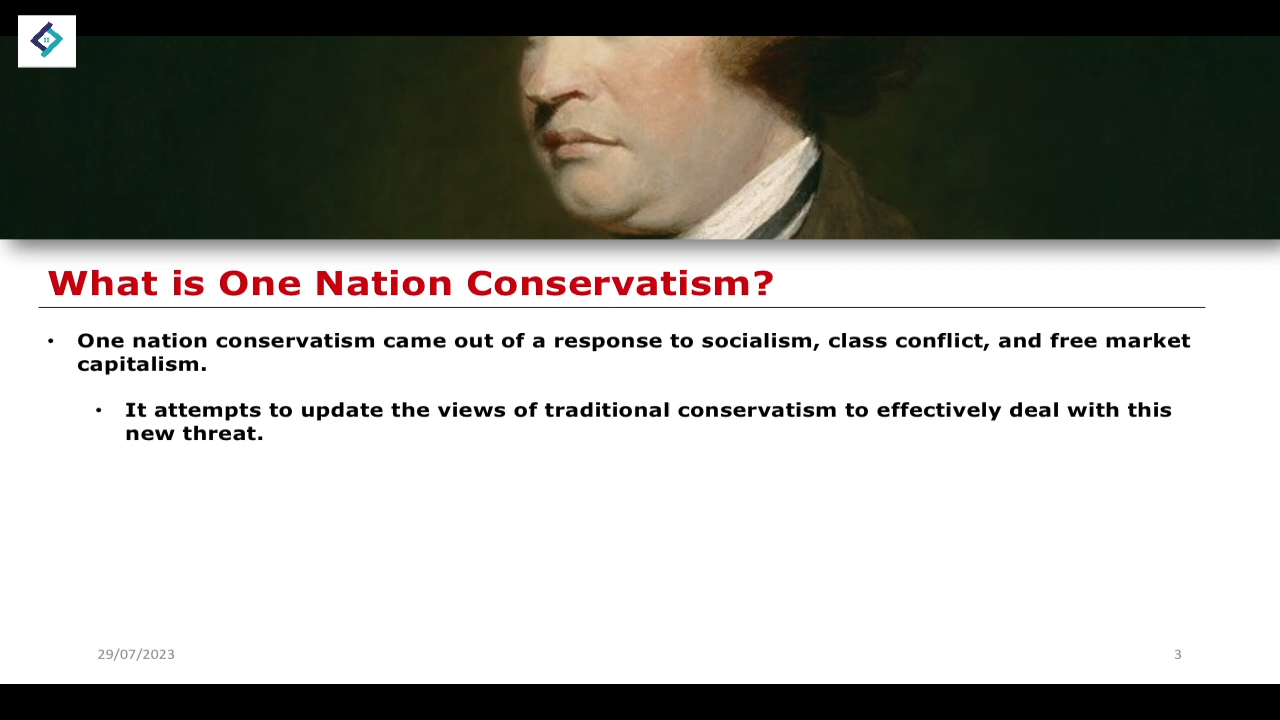 What is One Nation Conservatism?
• One nation conservatism came out of a response to socialism, class conflict, and free market
capitalism.
• It attempts to update the views of traditional conservatism to effectively deal with this
new threat.
29/07/2023
3